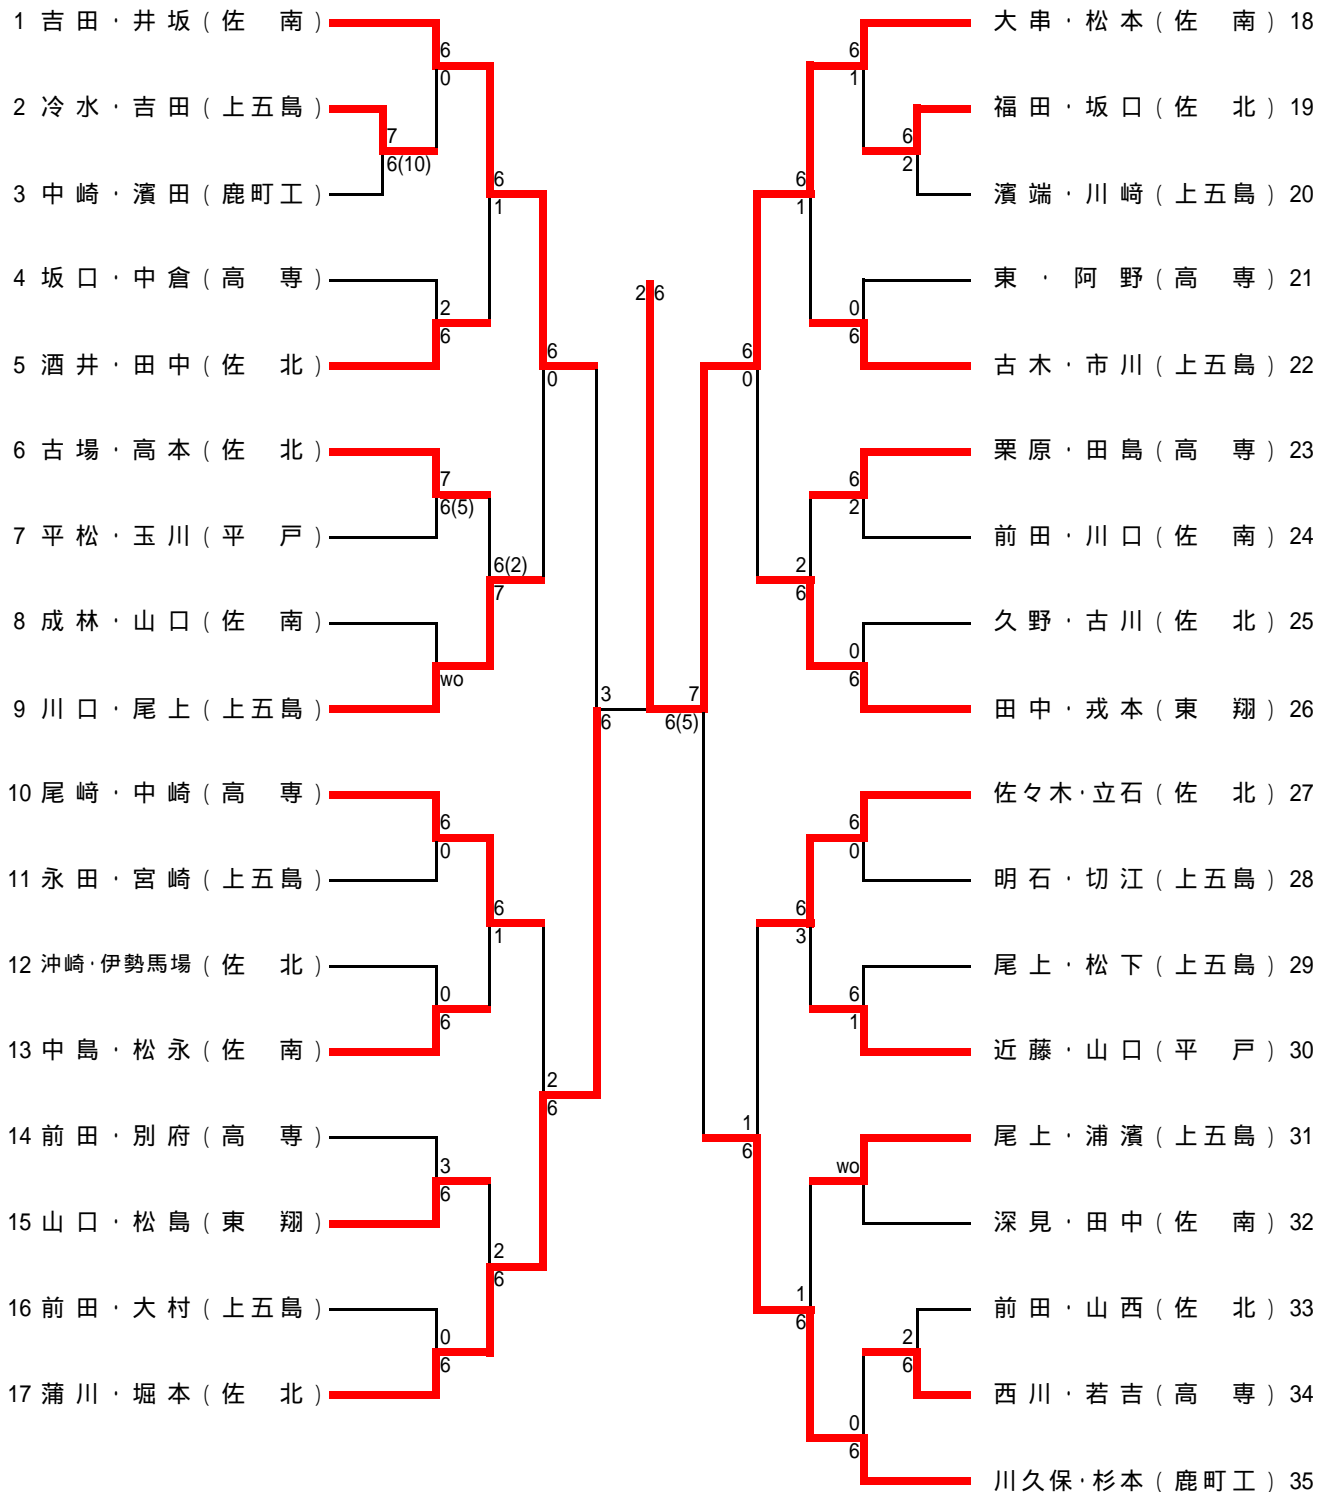 1 吉田・井坂(佐　南)
2 冷水・吉田(上五島)
3 中崎・濱田(鹿町工)
4 坂口・中倉(高　専)
5 酒井・田中(佐　北)
6 古場・高本(佐　北)
7 平松・玉川(平　戸)
8 成林・山口(佐　南)
9 川口・尾上(上五島)
10 尾﨑・中崎(高　専)
11 永田・宮崎(上五島)
12 沖崎・伊勢馬場(佐　北)
13 中島・松永(佐　南)
14 前田・別府(高　専)
15 山口・松島(東　翔)
16 前田・大村(上五島)
17 蒲川・堀本(佐　北)
6
0
7
6(10)
6
1
2
6
6
0
7
6(5)
6(2)
7
wo
3
6
6
0
6
1
0
6
2
6
3
6
2
6
0
6
2 6
7
6(5)
大串・松本(佐　南) 18
福田・坂口(佐　北) 19
濱端・川﨑(上五島) 20
東・阿野(高　専) 21
古木・市川(上五島) 22
栗原・田島(高　専) 23
前田・川口(佐　南) 24
久野・古川(佐　北) 25
田中・戎本(東　翔) 26
佐々木・立石(佐　北) 27
明石・切江(上五島) 28
尾上・松下(上五島) 29
近藤・山口(平　戸) 30
尾上・浦濱(上五島) 31
深見・田中(佐　南) 32
前田・山西(佐　北) 33
西川・若吉(高　専) 34
川久保・杉本(鹿町工) 35
6
1
6
2
6
1
0
6
6
0
6
2
2
6
0
6
6
0
6
3
6
1
1
6
wo
1
6
2
6
0
6